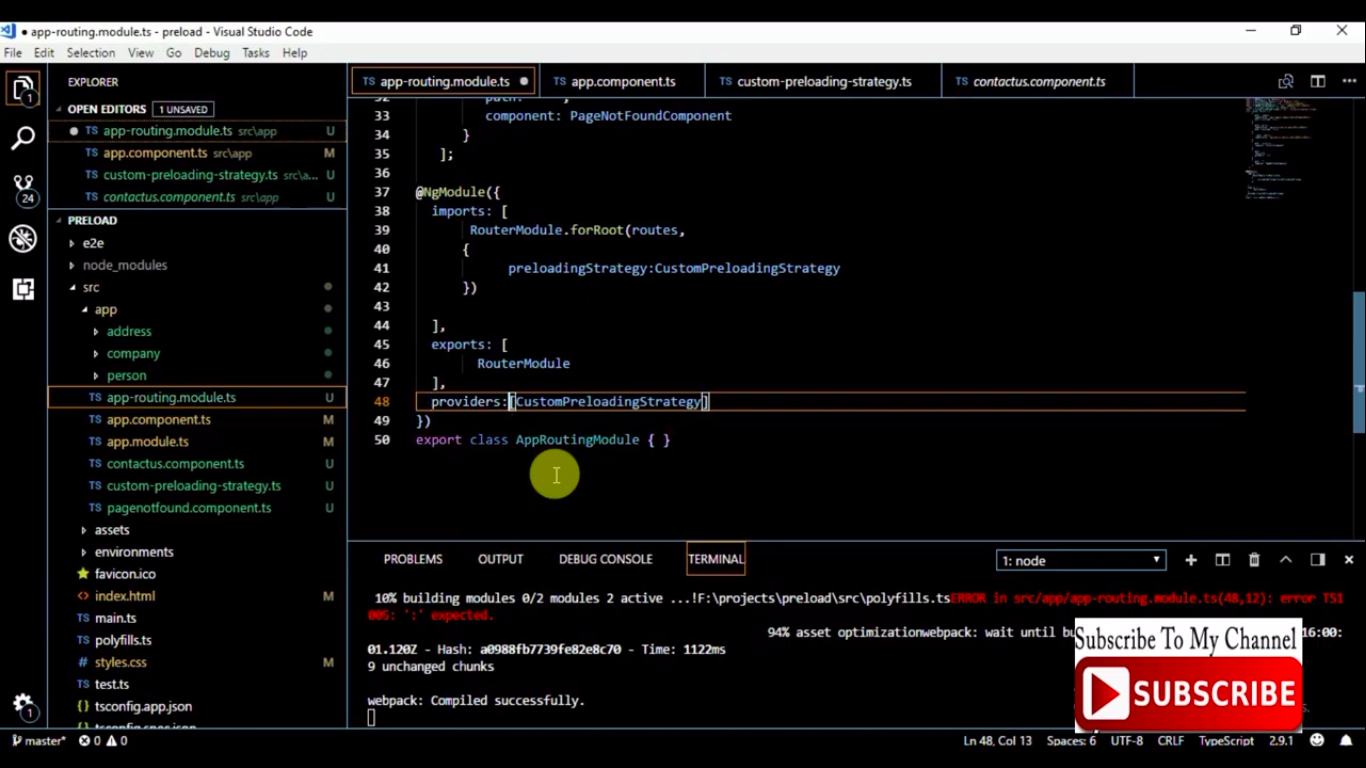 ● app-routing.module.ts - preload - Visual Studio Code
File Edit Selection View Go Debug Tasks Help
EXPLORER
OPEN EDITORS 1 UNSAVED
● TS app-routing.module.ts src\app U
TS app.component.ts src\app M
TS custom-preloading-strategy.ts src\a... U
TS contactus.component.ts src\app U
PRELOAD
e2e
node_modules
src
app
address
company
person
TS app-routing.module.ts U
TS app.component.ts M
TS app.module.ts M
TS contactus.component.ts U
TS custom-preloading-strategy.ts U
TS pagenotfound.component.ts U
assets
environments
favicon.ico
<> index.html M
TS main.ts
TS polyfills.ts
# styles.css M
TS test.ts
{} tsconfig.app.json
1
24
1
TS app-routing.module.ts ● TS app.component.ts TS custom-preloading-strategy.ts TS contactus.component.ts
33 component: PageNotFoundComponent
34 }
35 ];
36
37 @NgModule({
38 imports: [
39 RouterModule.forRoot(routes,
40 {
41 preloadingStrategy:CustomPreloadingStrategy
42 })
43
44 ],
45 exports: [
46 RouterModule
47 ],
48 providers:[CustomPreloadingStrategy]
49 })
50 export class AppRoutingModule { }
PROBLEMS OUTPUT DEBUG CONSOLE TERMINAL 1: node
10% building modules 0/2 modules 2 active ...!F:\projects\preload\src\polyfills.tsERROR in src/app/app-routing.module.ts(48,12): error TS1
005: ':' expected.
94% asset optimizationwebpack: wait until bu 16:00:
01.120Z - Hash: a0988fb7739fe82e8c70 - Time: 1122ms
9 unchanged chunks
webpack: Compiled successfully.
Subscribe To My Channel
SUBSCRIBE
master* 0 0 Ln 48, Col 13 Spaces: 6 UTF-8 CRLF TypeScript 2.9.1